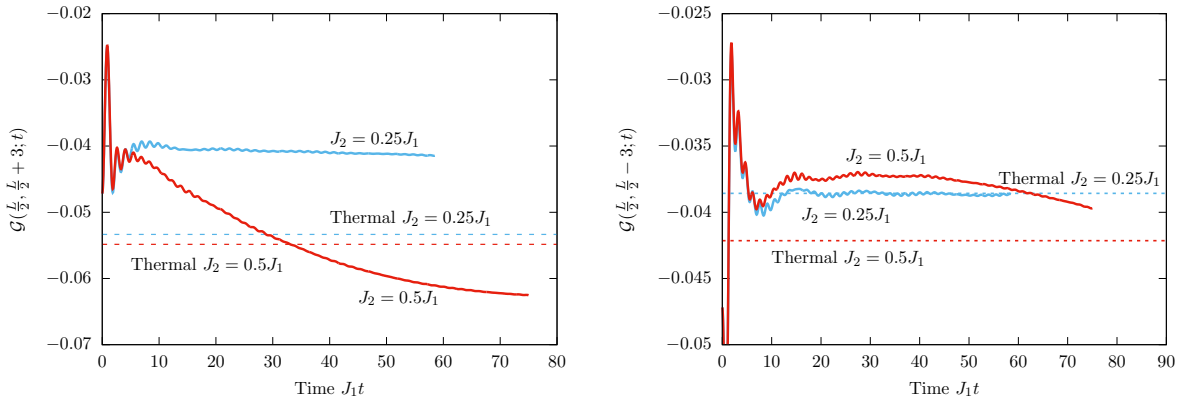 −0.02
−0.03
−0.04
−0.05
−0.06
−0.07
0 10 20 30 40 50 60 70 80
Time J₁t
𝒢(L/2, L/2 + 3; t)
J₂ = 0.25J₁
Thermal J₂ = 0.25J₁
Thermal J₂ = 0.5J₁
J₂ = 0.5J₁
−0.025
−0.03
−0.035
−0.04
−0.045
−0.05
0 10 20 30 40 50 60 70 80 90
Time J₁t
𝒢(L/2, L/2 − 3; t)
J₂ = 0.5J₁
Thermal J₂ = 0.25J₁
J₂ = 0.25J₁
Thermal J₂ = 0.5J₁